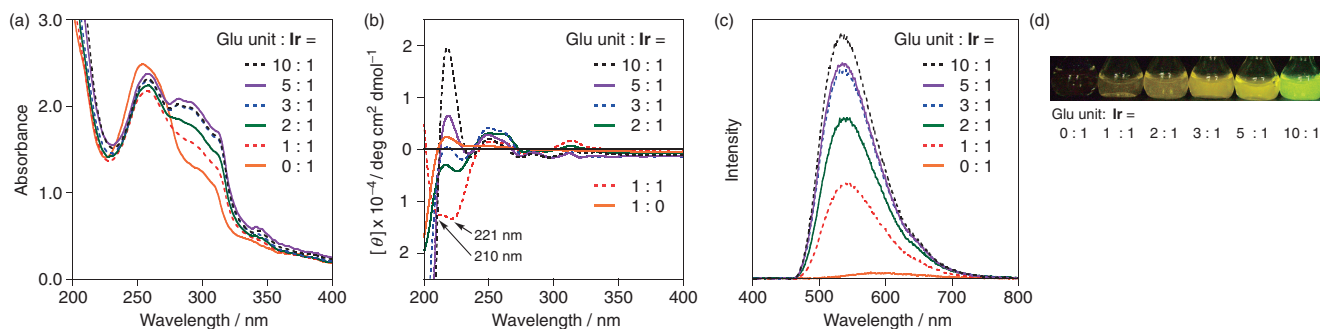 (a)
3.0
2.0
1.0
0.0
Absorbance
Glu unit : Ir =
10 : 1
5 : 1
3 : 1
2 : 1
1 : 1
0 : 1
200 250 300 350 400
Wavelength / nm
(b)
2
1
0
1
2
[θ] x 10⁻⁴ / deg cm² dmol⁻¹
Glu unit : Ir =
10 : 1
5 : 1
3 : 1
2 : 1
1 : 1
1 : 0
221 nm
210 nm
200 250 300 350 400
Wavelength / nm
(c)
Intensity
Glu unit : Ir =
10 : 1
5 : 1
3 : 1
2 : 1
1 : 1
0 : 1
400 500 600 700 800
Wavelength / nm
(d)
Glu unit: Ir =
0 : 1 1 : 1 2 : 1 3 : 1 5 : 1 10 : 1